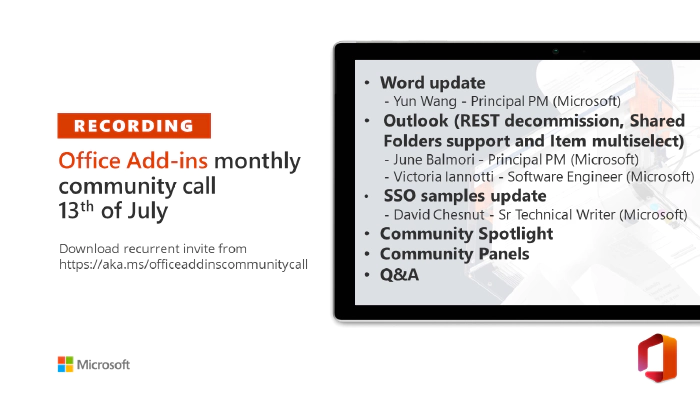 RECORDING
Office Add-ins monthly
community call
13th of July
Download recurrent invite from
https://aka.ms/officeaddinscommunitycall
Microsoft
• Word update
- Yun Wang - Principal PM (Microsoft)
• Outlook (REST decommission, Shared
Folders support and Item multiselect)
- June Balmori - Principal PM (Microsoft)
- Victoria Iannotti - Software Engineer (Microsoft)
• SSO samples update
- David Chesnut - Sr Technical Writer (Microsoft)
• Community Spotlight
• Community Panels
• Q&A